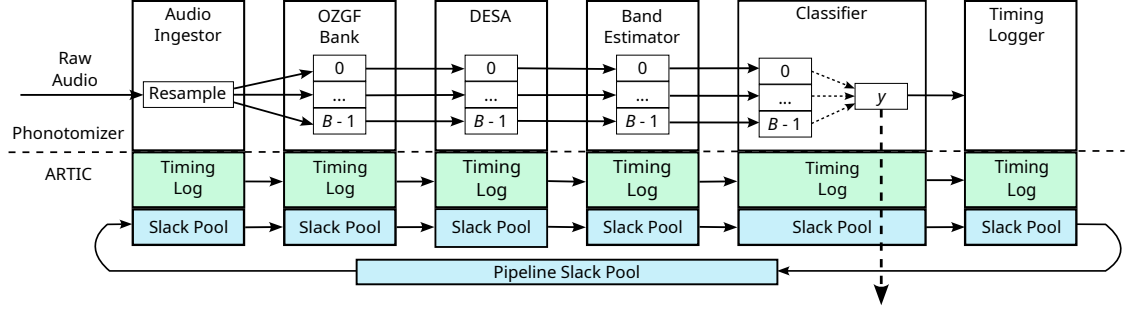 Audio
Ingestor
OZGF
Bank
DESA
Band
Estimator
Classifier
Timing
Logger
Raw
Audio
Resample
0
...
B - 1
0
...
B - 1
0
...
B - 1
0
...
B - 1
y
Phonotomizer
ARTIC
Timing
Log
Timing
Log
Timing
Log
Timing
Log
Timing
Log
Timing
Log
Slack Pool
Slack Pool
Slack Pool
Slack Pool
Slack Pool
Slack Pool
Pipeline Slack Pool